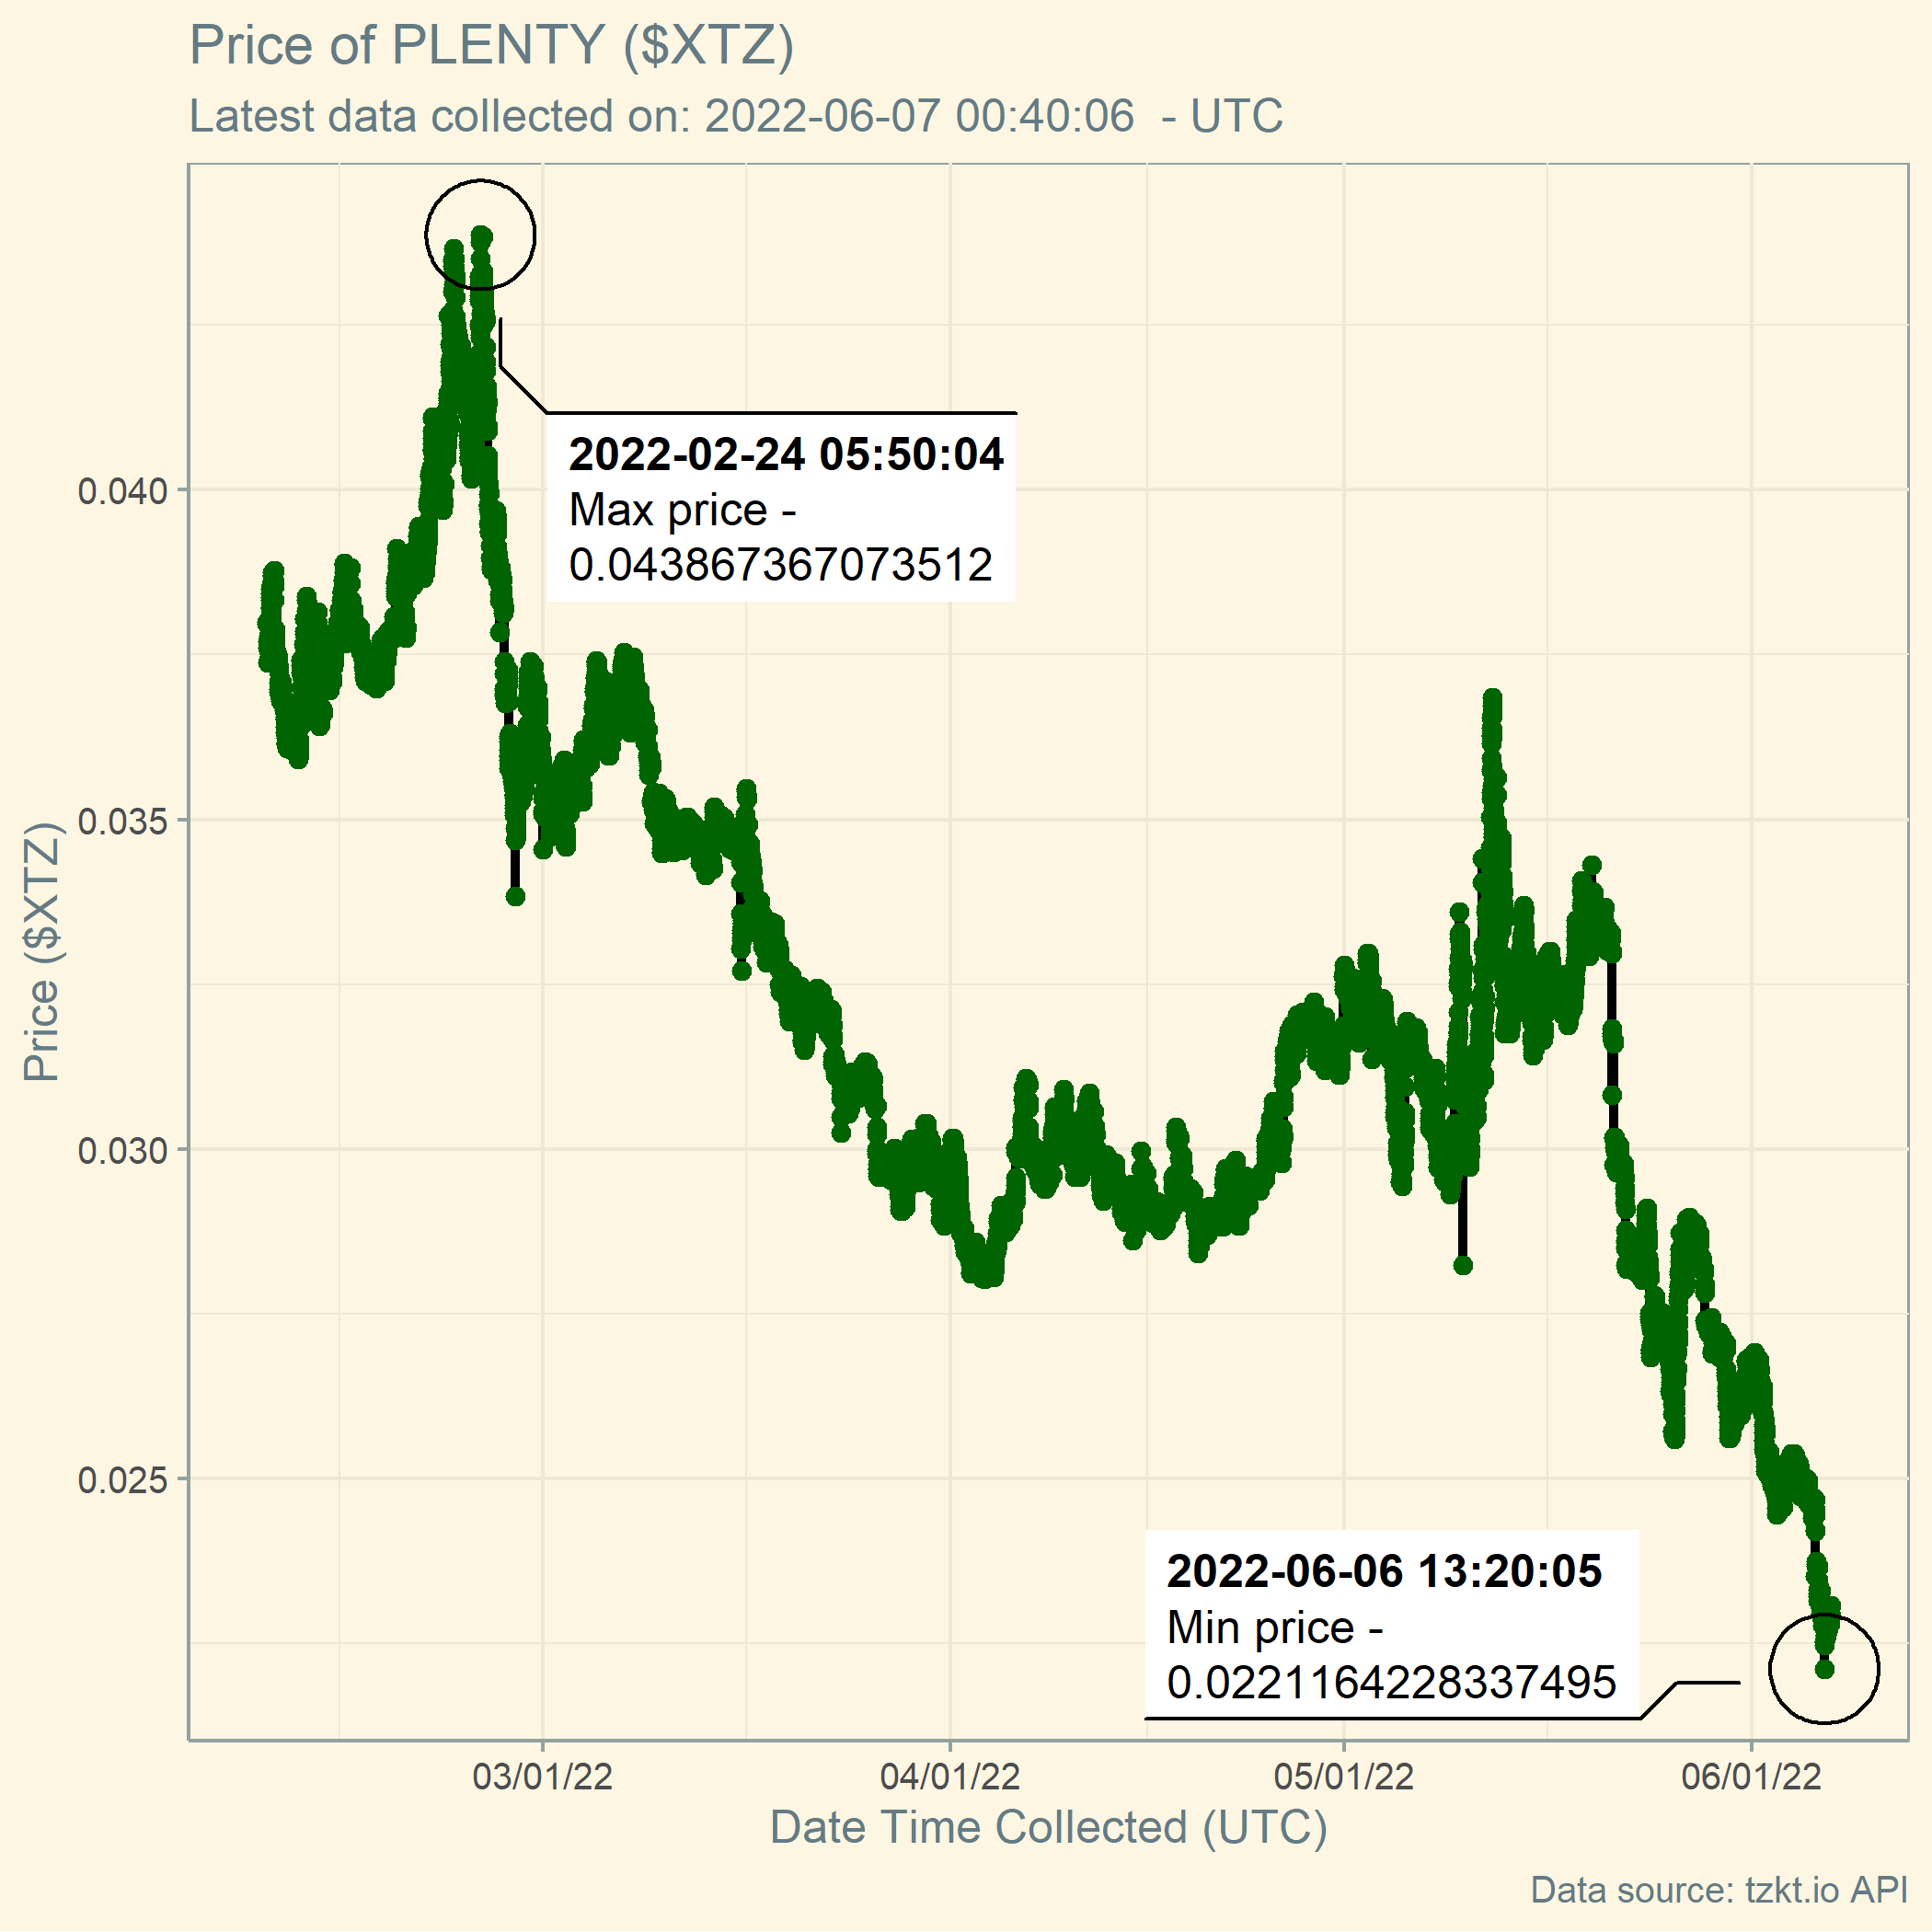 Price of PLENTY ($XTZ)
Latest data collected on: 2022-06-07 00:40:06  - UTC
2022-02-24 05:50:04
Max price -
0.043867367073512
0.040
0.035
0.030
0.025
Price ($XTZ)
2022-06-06 13:20:05
Min price -
0.0221164228337495
03/01/22 04/01/22 05/01/22 06/01/22
Date Time Collected (UTC)
Data source: tzkt.io API